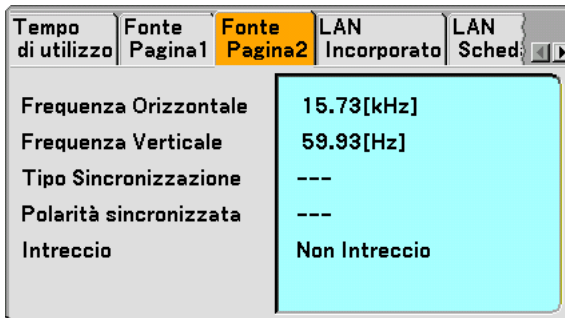 Tempo di utilizzo
Fonte Pagina1
Fonte Pagina2
LAN Incorporato
LAN Sched
Frequenza Orizzontale 15.73[kHz]
Frequenza Verticale 59.93[Hz]
Tipo Sincronizzazione ---
Polarità sincronizzata ---
Intreccio Non Intreccio